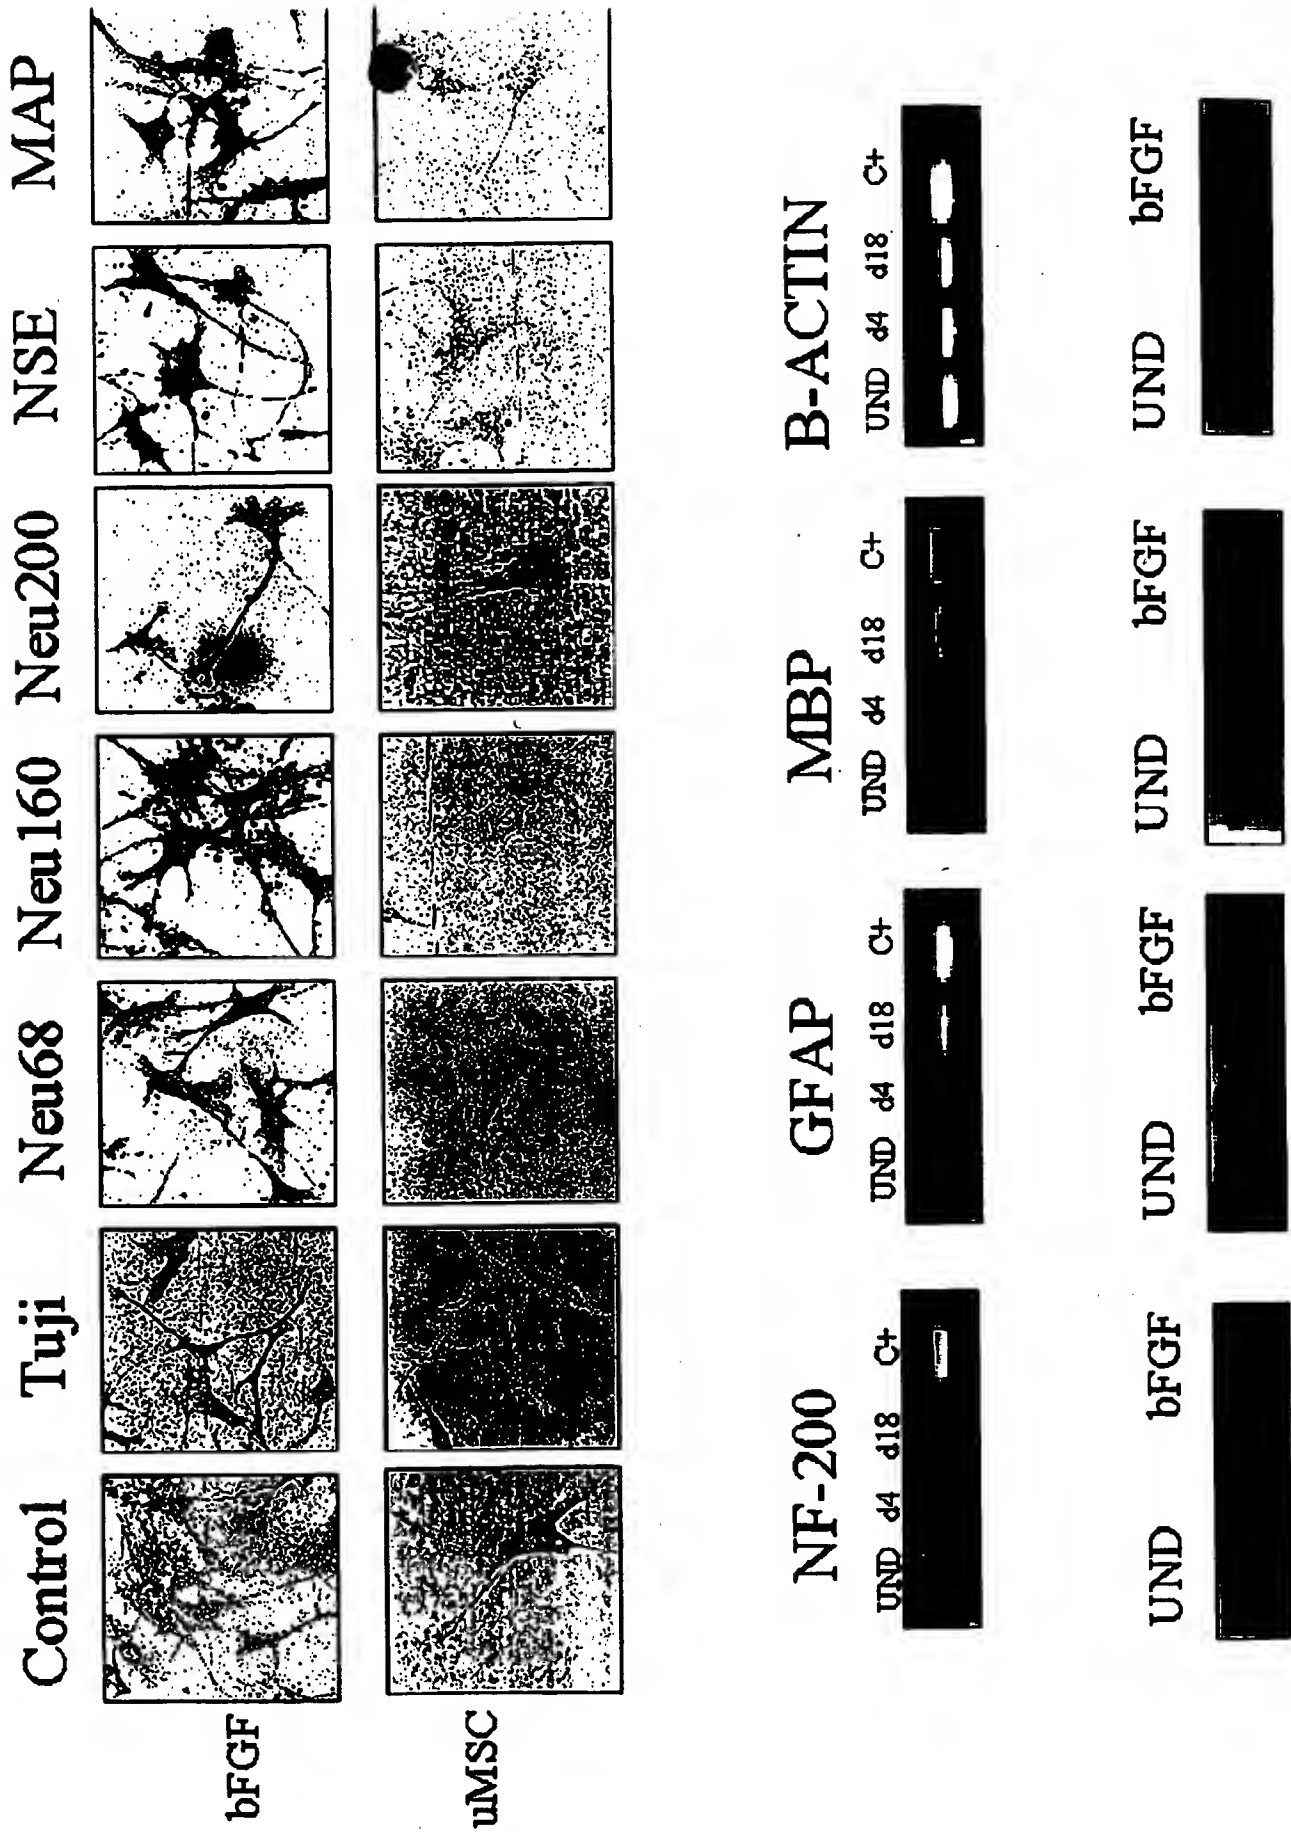 Control Tuji Neu68 Neu160 Neu200 NSE MAP
bFGF
uMSC
NF-200 GFAP MBP B-ACTIN
UND d4 d18 C+ UND d4 d18 C+ UND d4 d18 C+ UND d4 d18 C+
UND bFGF UND bFGF UND bFGF UND bFGF